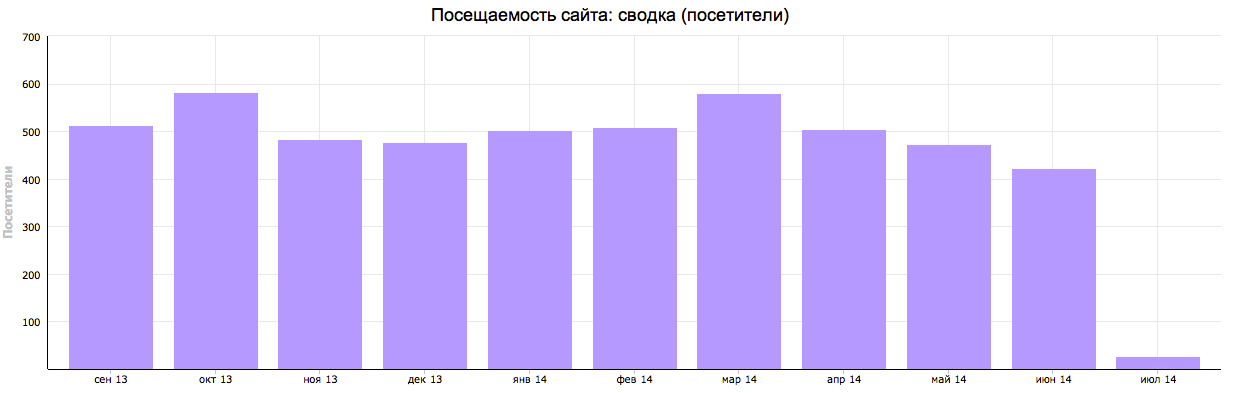 Посещаемость сайта: сводка (посетители)
700
600
500
400
300
200
100
Посетители
сен 13 окт 13 ноя 13 дек 13 янв 14 фев 14 мар 14 апр 14 май 14 июн 14 июл 14